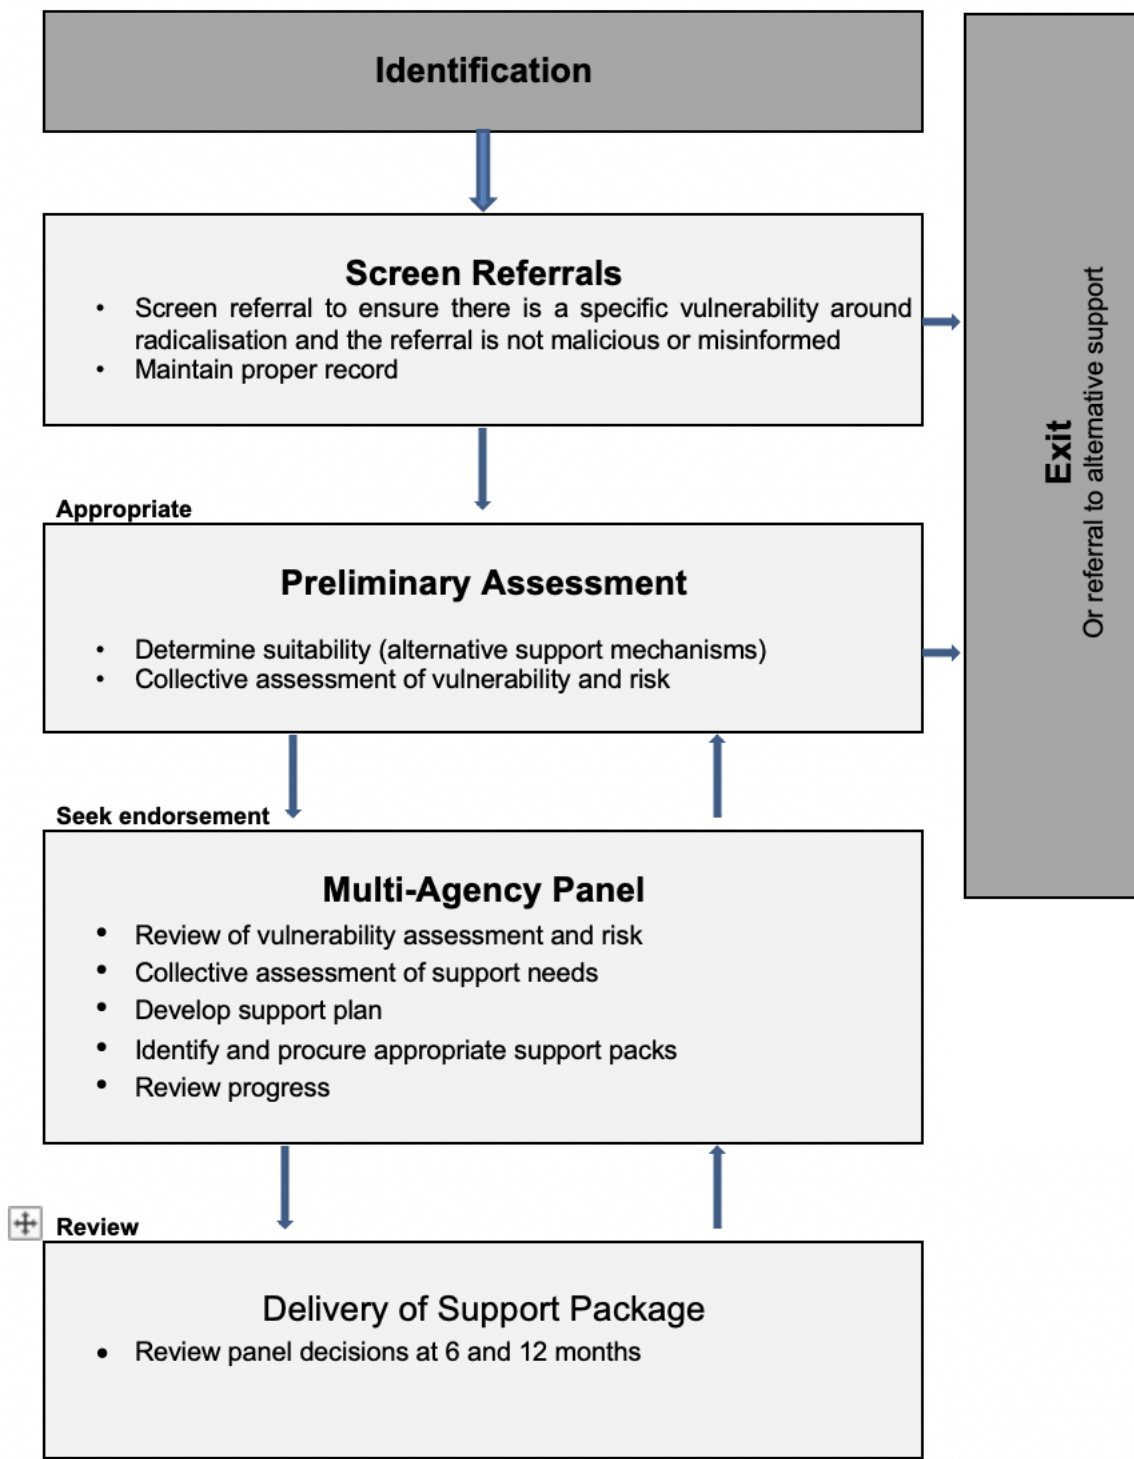 Identification
Screen Referrals
• Screen referral to ensure there is a specific vulnerability around
radicalisation and the referral is not malicious or misinformed
• Maintain proper record
Appropriate
Preliminary Assessment
• Determine suitability (alternative support mechanisms)
• Collective assessment of vulnerability and risk
Seek endorsement
Multi-Agency Panel
• Review of vulnerability assessment and risk
• Collective assessment of support needs
• Develop support plan
• Identify and procure appropriate support packs
• Review progress
Review
Delivery of Support Package
• Review panel decisions at 6 and 12 months
Exit
Or referral to alternative support